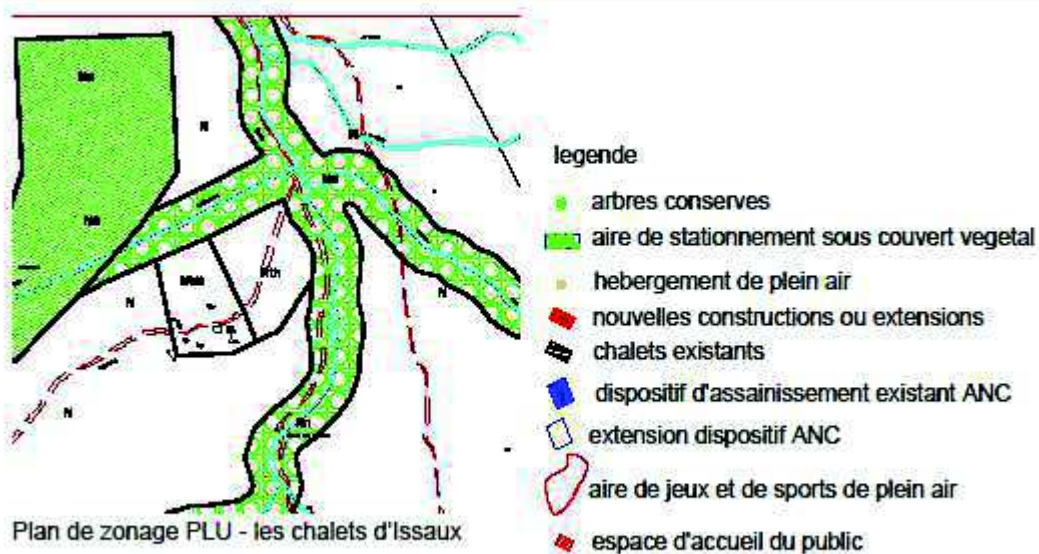 N
N
N
N
legende
arbres conserves
aire de stationnement sous couvert vegetal
hebergement de plein air
nouvelles constructions ou extensions
chalets existants
dispositif d'assainissement existant ANC
extension dispositif ANC
aire de jeux et de sports de plein air
espace d'accueil du public
Plan de zonage PLU - les chalets d'Issaux